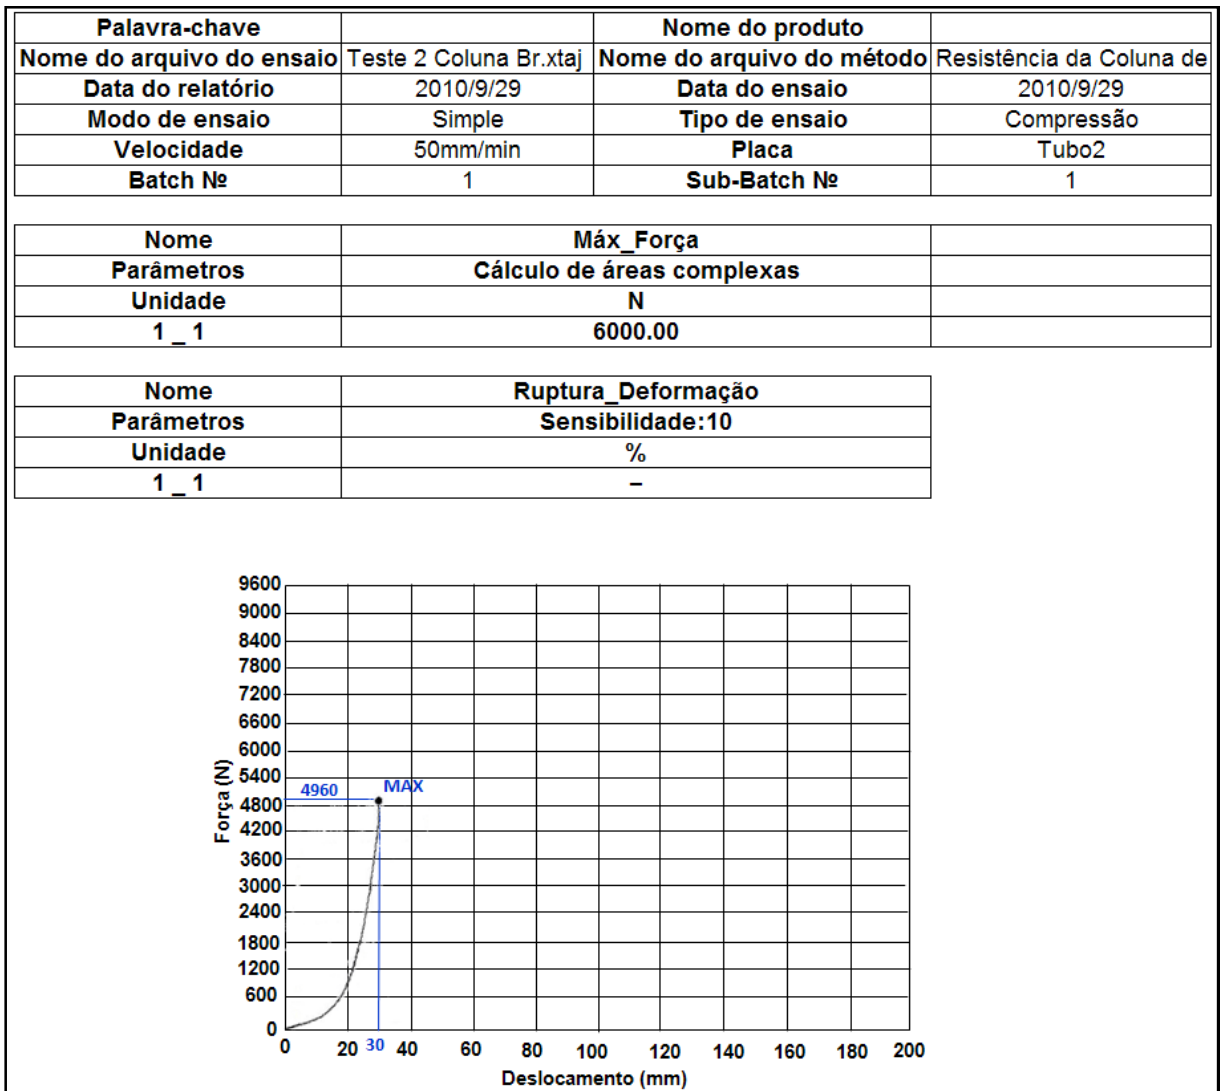 Palavra-chave Nome do produto
Nome do arquivo do ensaio Teste 2 Coluna Br.xtaj Nome do arquivo do método Resistência da Coluna de
Data do relatório 2010/9/29 Data do ensaio 2010/9/29
Modo de ensaio Simple Tipo de ensaio Compressão
Velocidade 50mm/min Placa Tubo2
Batch Nº 1 Sub-Batch Nº 1
Nome Máx_Força
Parâmetros Cálculo de áreas complexas
Unidade N
1 _ 1 6000.00
Nome Ruptura_Deformação
Parâmetros Sensibilidade:10
Unidade %
1 _ 1 –
9600
9000
8400
7800
7200
6600
6000
5400
4960 MAX
4800
4200
3600
3000
2400
1800
1200
600
0
Força (N)
0 20 30 40 60 80 100 120 140 160 180 200
Deslocamento (mm)